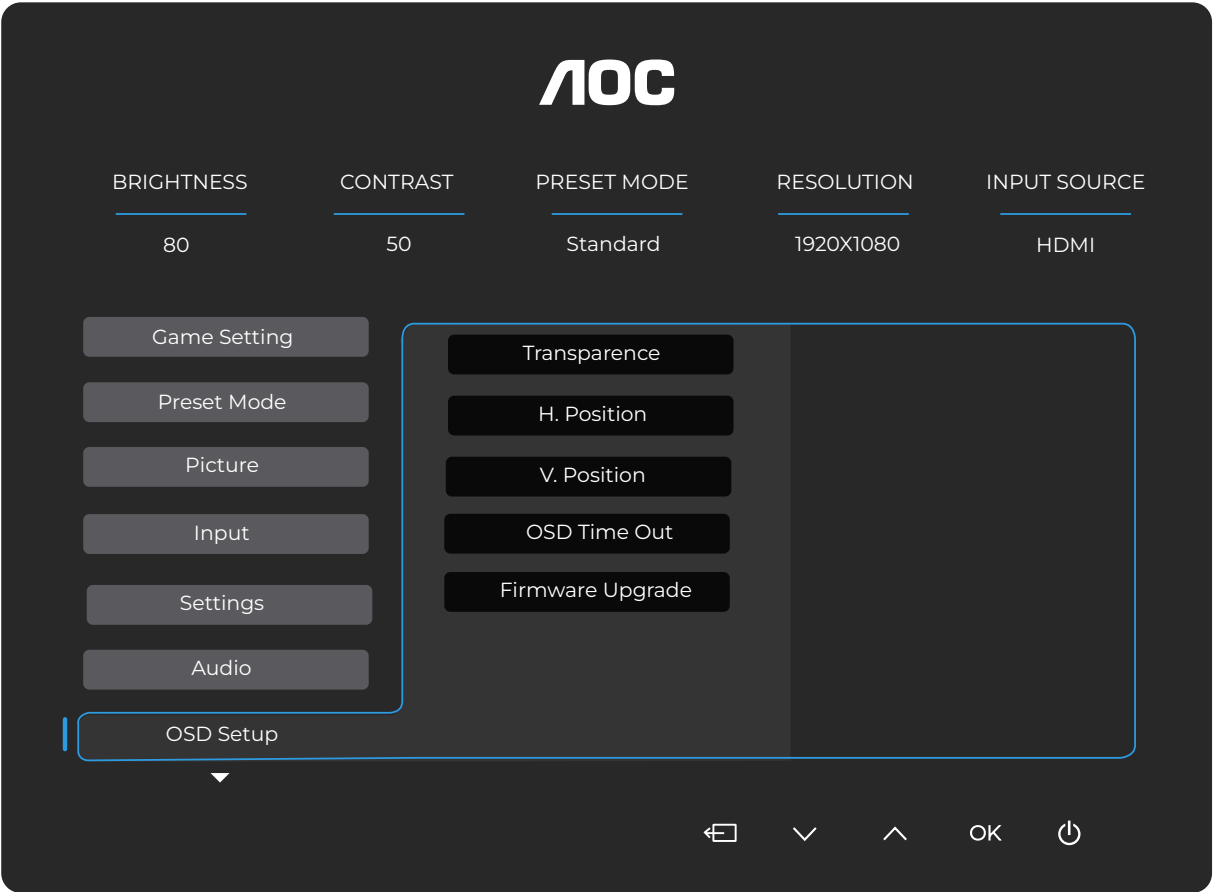 AOC
BRIGHTNESS CONTRAST PRESET MODE RESOLUTION INPUT SOURCE
80 50 Standard 1920X1080 HDMI
Game Setting
Transparence
Preset Mode
H. Position
Picture
V. Position
Input
OSD Time Out
Settings
Firmware Upgrade
Audio
OSD Setup
OK